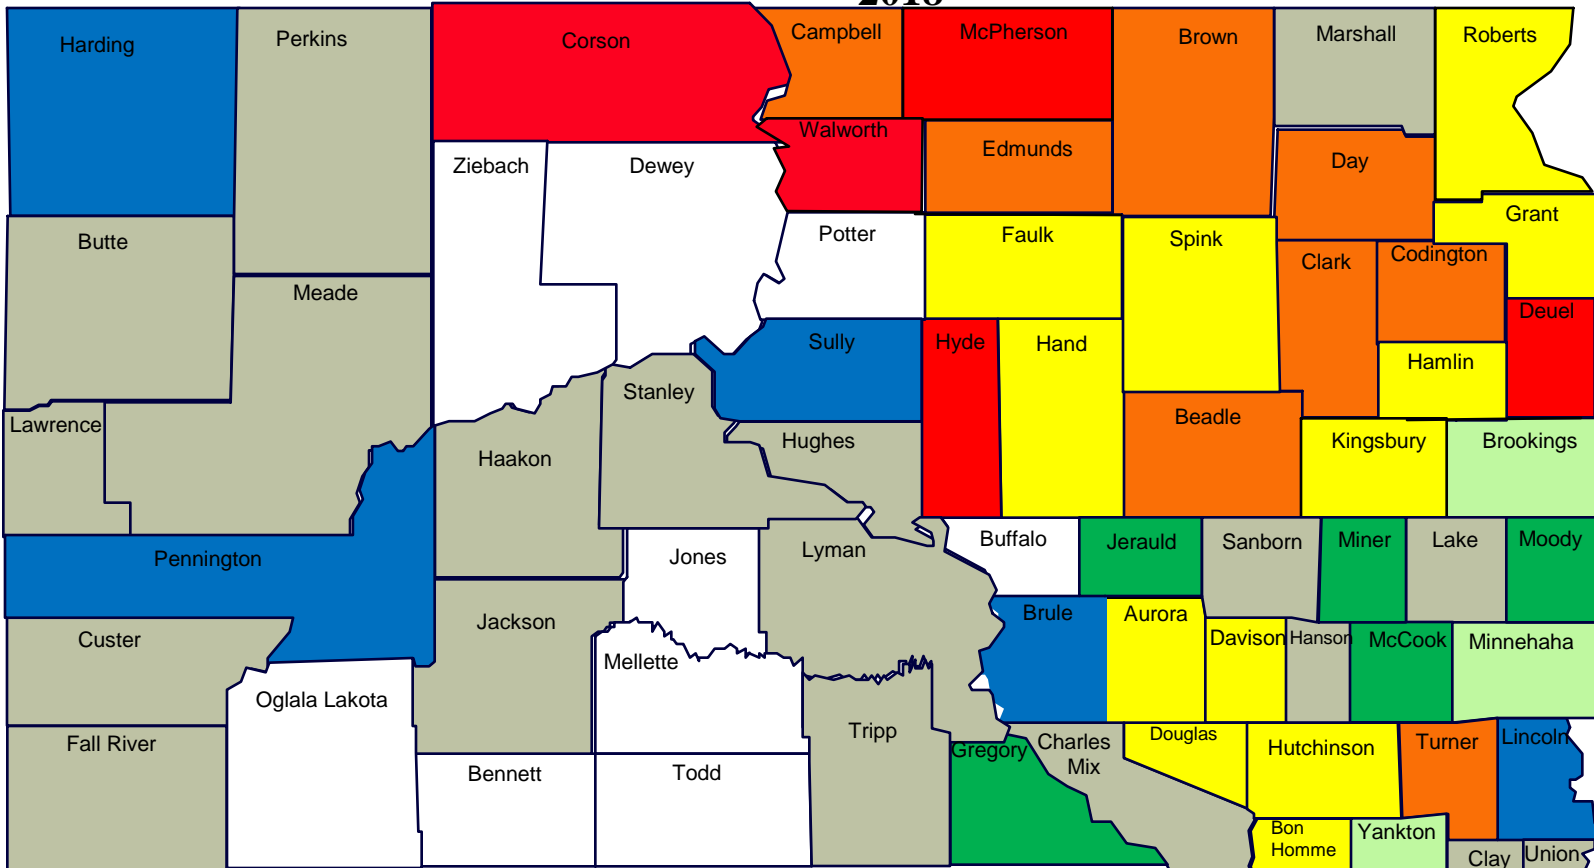 2018
Harding
Perkins
Corson
Campbell
McPherson
Brown
Marshall
Roberts
Walworth
Edmunds
Day
Ziebach
Dewey
Grant
Butte
Potter
Faulk
Spink
Clark
Codington
Meade
Deuel
Sully
Hyde
Hand
Hamlin
Stanley
Lawrence
Beadle
Hughes
Kingsbury
Brookings
Haakon
Pennington
Jones
Lyman
Buffalo
Jerauld
Sanborn
Miner
Lake
Moody
Custer
Jackson
Brule
Aurora
Davison
Hanson
McCook
Minnehaha
Mellette
Oglala Lakota
Fall River
Tripp
Gregory
Charles
Mix
Douglas
Hutchinson
Turner
Lincoln
Bennett
Todd
Bon
Homme
Yankton
Clay
Union